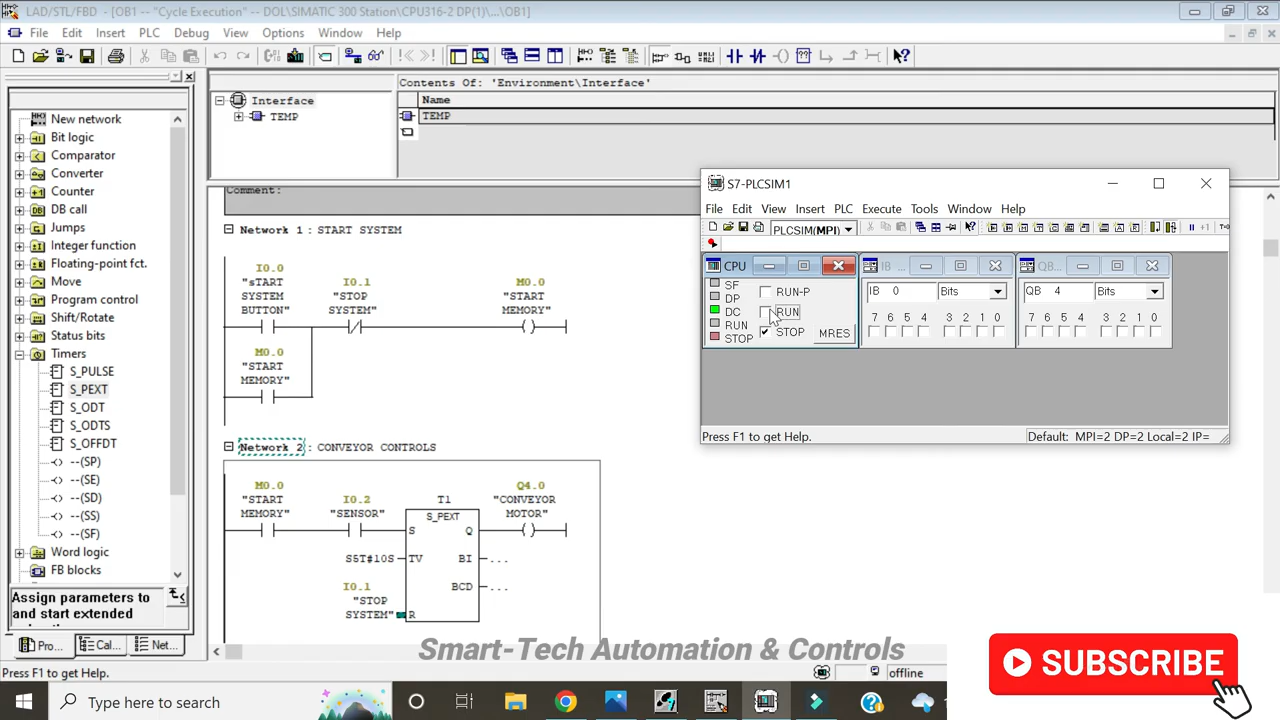 LAD/STL/FBD - [OB1 -- "Cycle Execution" -- DOL\SIMATIC 300 Station\CPU316-2 DP(1)\...\OB1]
File Edit Insert PLC Debug View Options Window Help
Contents Of: 'Environment\Interface'
Interface
TEMP
Name
TEMP
New network
Bit logic
Comparator
Converter
Counter
DB call
Jumps
Integer function
Floating-point fct.
Move
Program control
Shift/Rotate
Status bits
Timers
S_PULSE
S_PEXT
S_ODT
S_ODTS
S_OFFDT
--(SP)
--(SE)
--(SD)
--(SS)
--(SF)
Word logic
FB blocks
Assign parameters to
and start extended
Pro... Cal... Net...
Comment:
Network 1 : START SYSTEM
I0.0 I0.1 M0.0
"sTART "STOP "START
SYSTEM SYSTEM" MEMORY"
BUTTON"
M0.0
"START
MEMORY"
Network 2 : CONVEYOR CONTROLS
M0.0 Q4.0
"START I0.2 T1 "CONVEYOR
MEMORY" "SENSOR" S_PEXT MOTOR"
S Q
S5T#10S TV BI ...
I0.1 BCD ...
"STOP
SYSTEM" R
S7-PLCSIM1
File Edit View Insert PLC Execute Tools Window Help
PLCSIM(MPI)
CPU
SF
DP
DC
RUN
STOP
RUN-P
RUN
STOP MRES
IB ...
IB 0 Bits
7 6 5 4 3 2 1 0
QB...
QB 4 Bits
7 6 5 4 3 2 1 0
Press F1 to get Help. Default: MPI=2 DP=2 Local=2 IP=
Smart-Tech Automation & Controls
SUBSCRIBE
Press F1 to get Help. offline
Type here to search